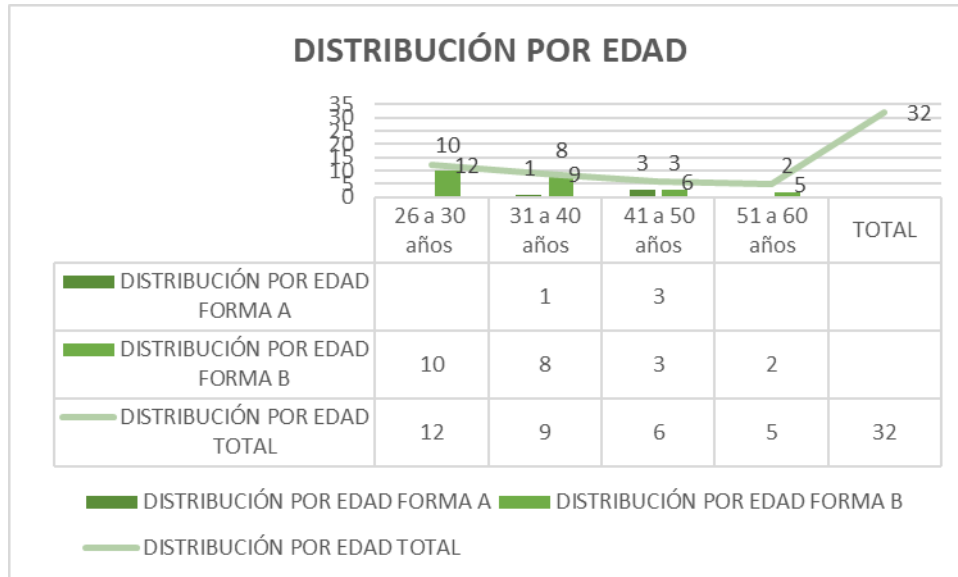 DISTRIBUCIÓN POR EDAD
35
30
25
20
15
10
5
0
10
12
1
8
9
3
3
6
2
5
32
26 a 30 años
31 a 40 años
41 a 50 años
51 a 60 años
TOTAL
DISTRIBUCIÓN POR EDAD
FORMA A
1 3
DISTRIBUCIÓN POR EDAD
FORMA B
10 8 3 2
DISTRIBUCIÓN POR EDAD
TOTAL
12 9 6 5 32
DISTRIBUCIÓN POR EDAD FORMA A
DISTRIBUCIÓN POR EDAD FORMA B
DISTRIBUCIÓN POR EDAD TOTAL